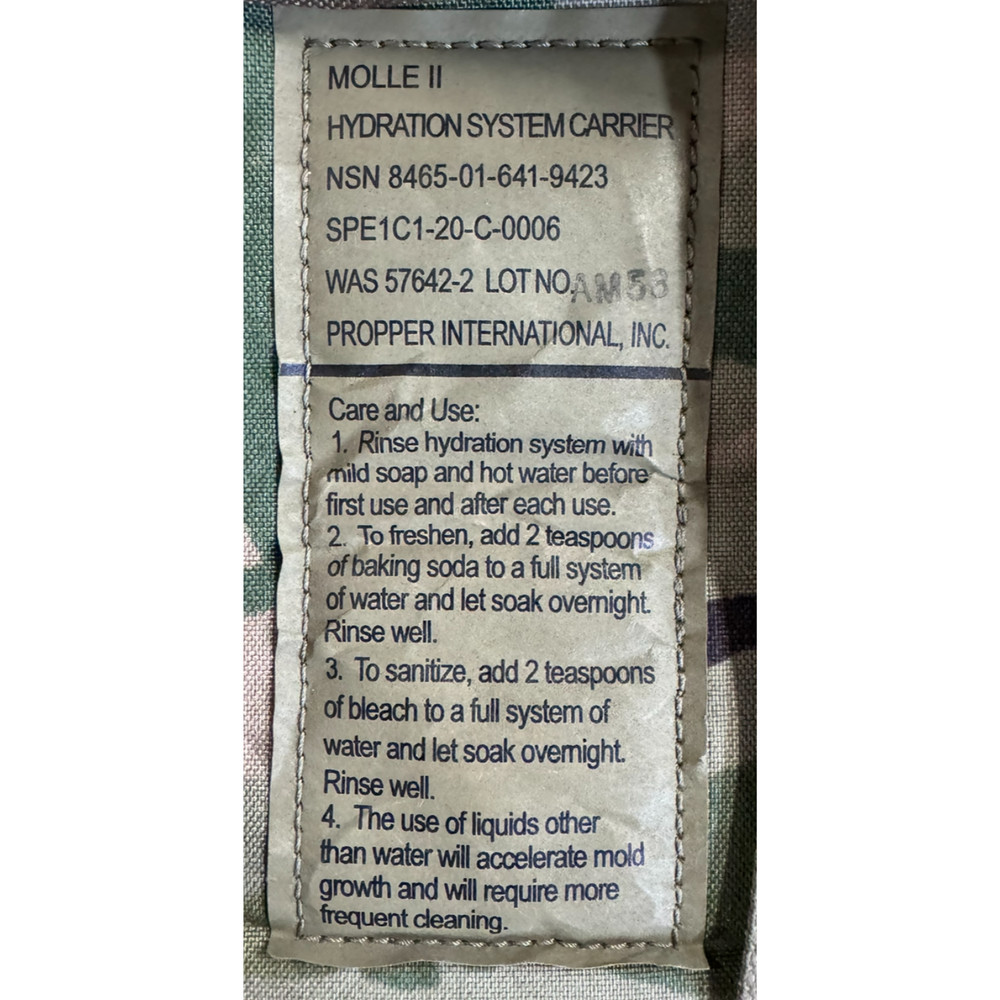 MOLLE II
HYDRATION SYSTEM CARRIER
NSN 8465-01-641-9423
SPE1C1-20-C-0006
WAS 57642-2 LOT NO.
PROPPER INTERNATIONAL, INC.
Care and Use:
1. Rinse hydration system with
mild soap and hot water before
first use and after each use.
2. To freshen, add 2 teaspoons
of baking soda to a full system
of water and let soak overnight.
Rinse well.
3. To sanitize, add 2 teaspoons
of bleach to a full system of
water and let soak overnight.
Rinse well.
4. The use of liquids other
than water will accelerate mold
growth and will require more
frequent cleaning.